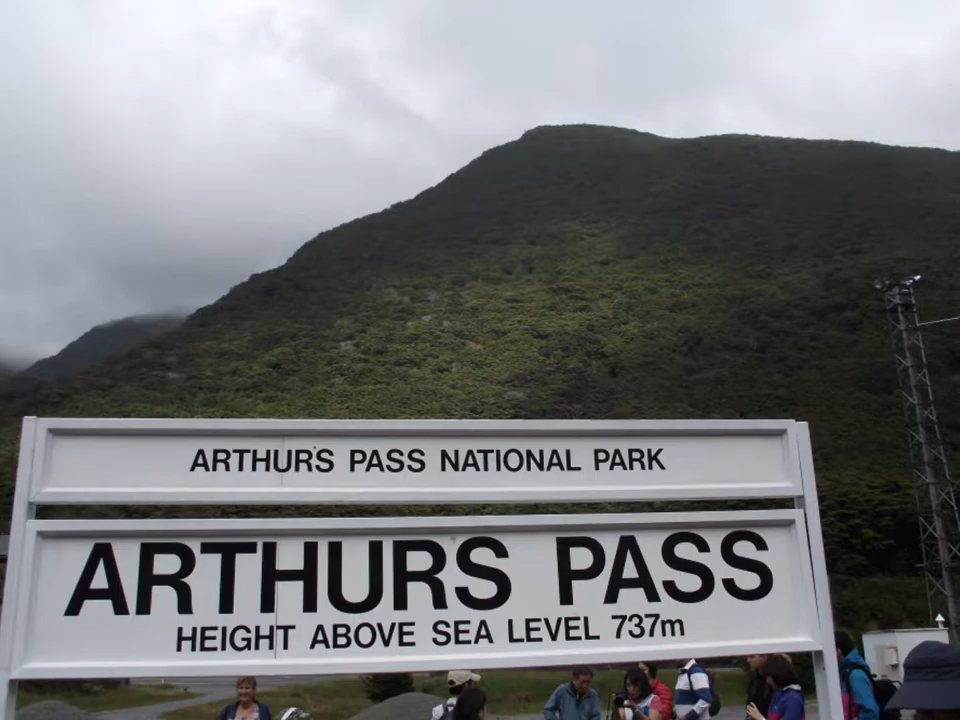 ARTHUR'S PASS NATIONAL PARK
ARTHURS PASS
HEIGHT ABOVE SEA LEVEL 737m